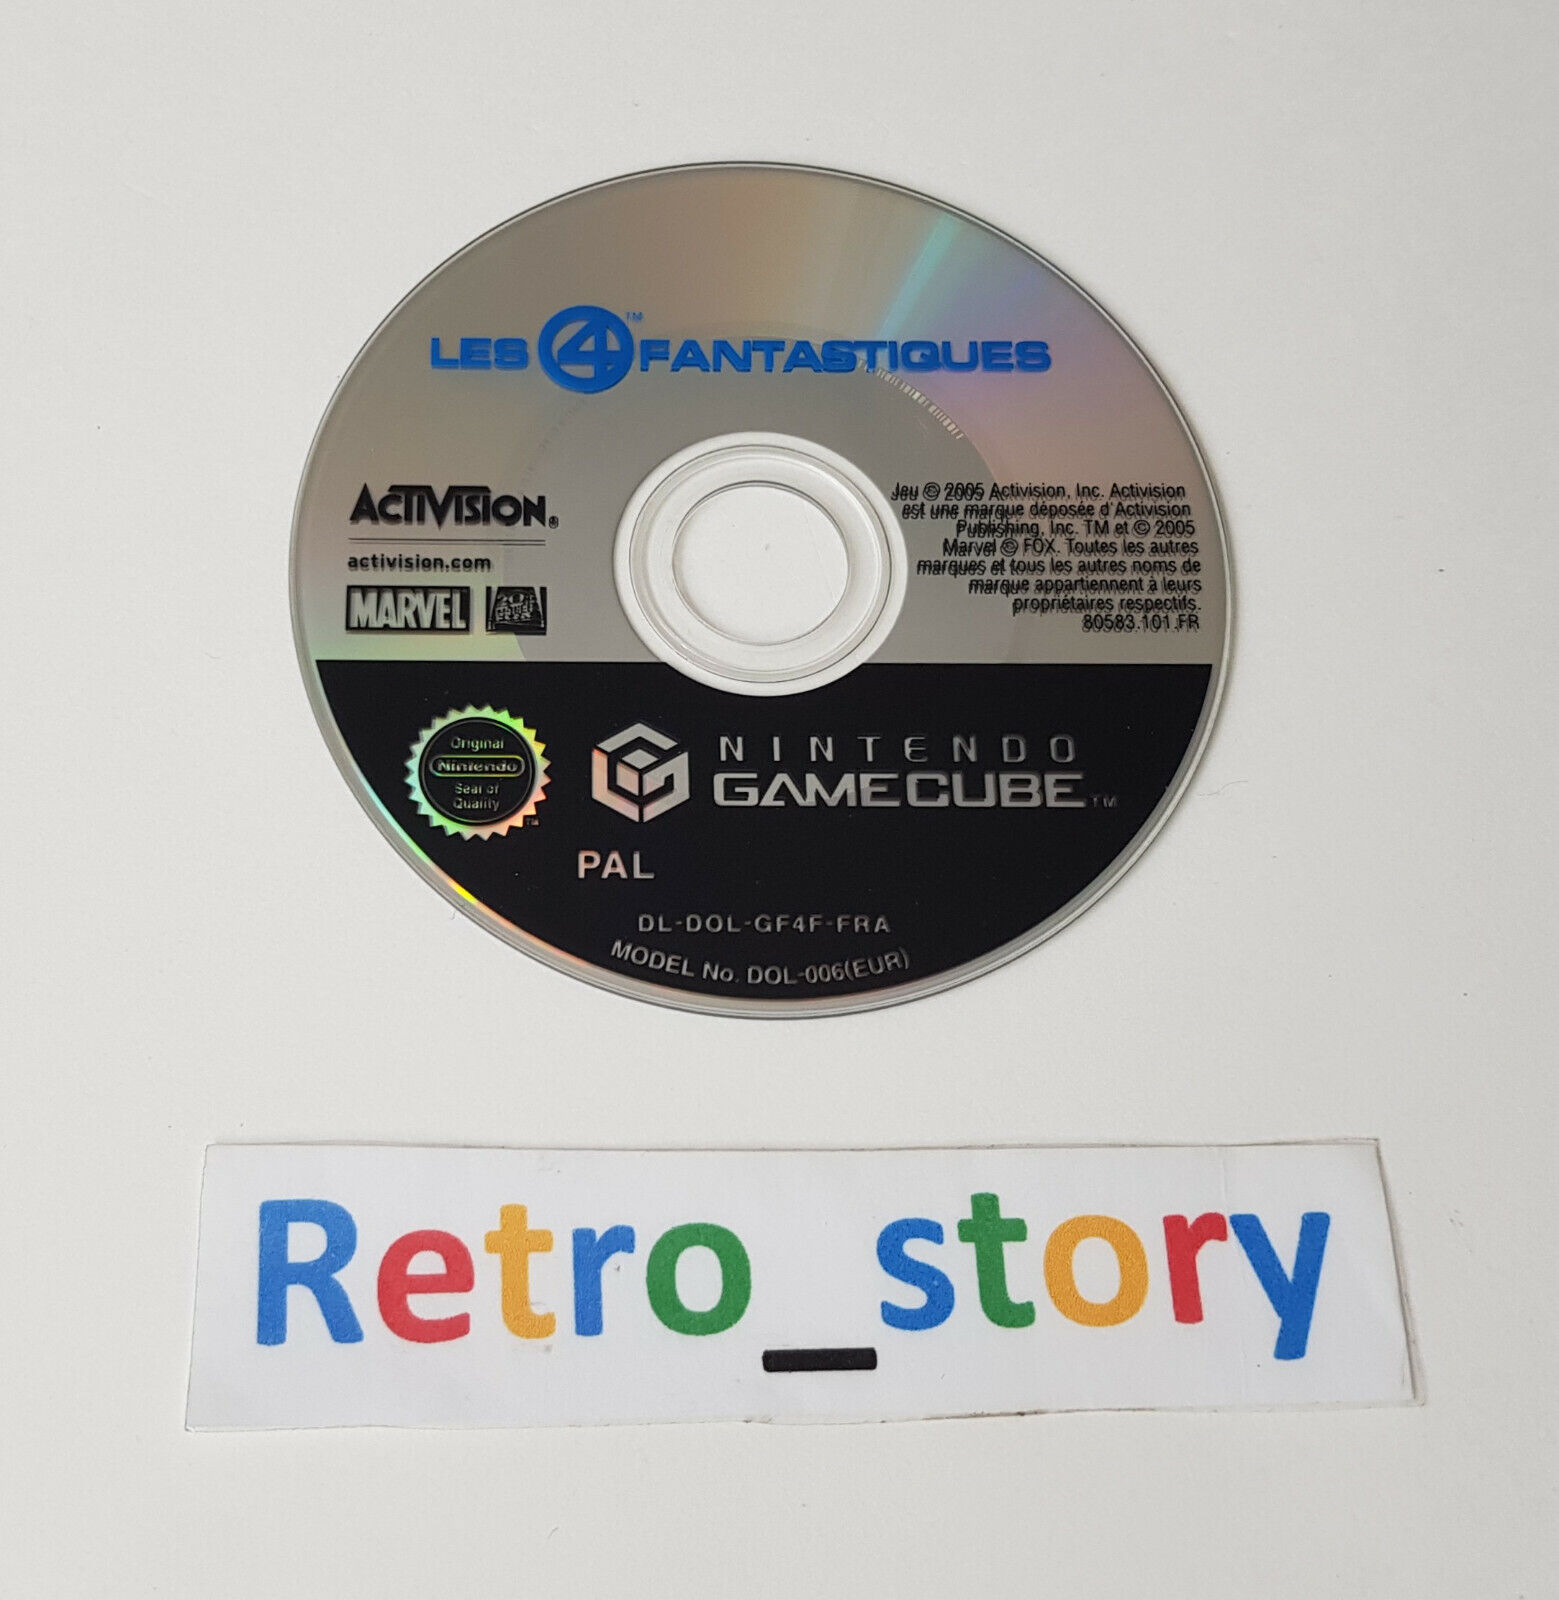 LES 4™ FANTASTIQUES
ACTIVISION®
activision.com
MARVEL
Jeu © 2005 Activision, Inc. Activision
est une marque déposée d'Activision
Publishing, Inc. TM et © 2005
Marvel © FOX. Toutes les autres
marques et tous les autres noms de
marque appartiennent à leurs
propriétaires respectifs.
80583.101.FR
Original
Nintendo
Seal of
Quality
™
NINTENDO
GAMECUBE™
PAL
DL-DOL-GF4F-FRA
MODEL No. DOL-006(EUR)
Retro_story